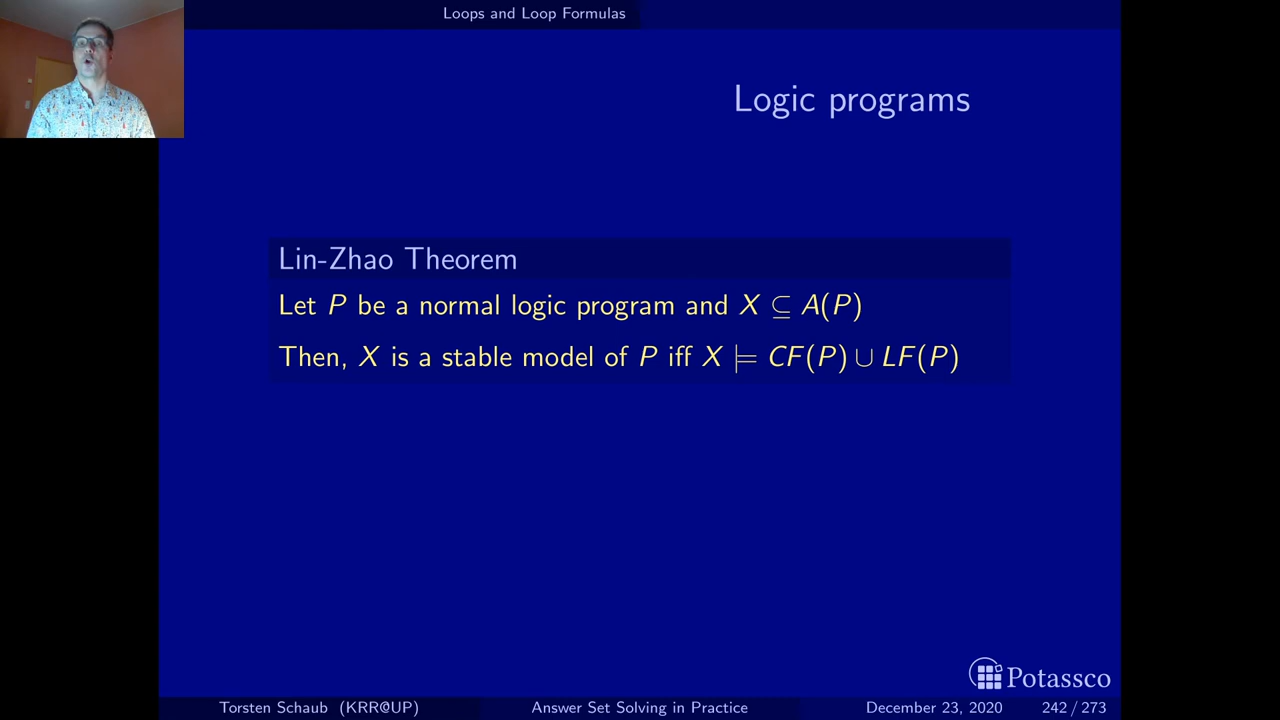 Loops and Loop Formulas
Logic programs
Lin-Zhao Theorem
Let P be a normal logic program and X ⊆ A(P)
Then, X is a stable model of P iff X ⊨ CF(P) ∪ LF(P)
Potassco
Torsten Schaub (KRR@UP) Answer Set Solving in Practice December 23, 2020 242 / 273